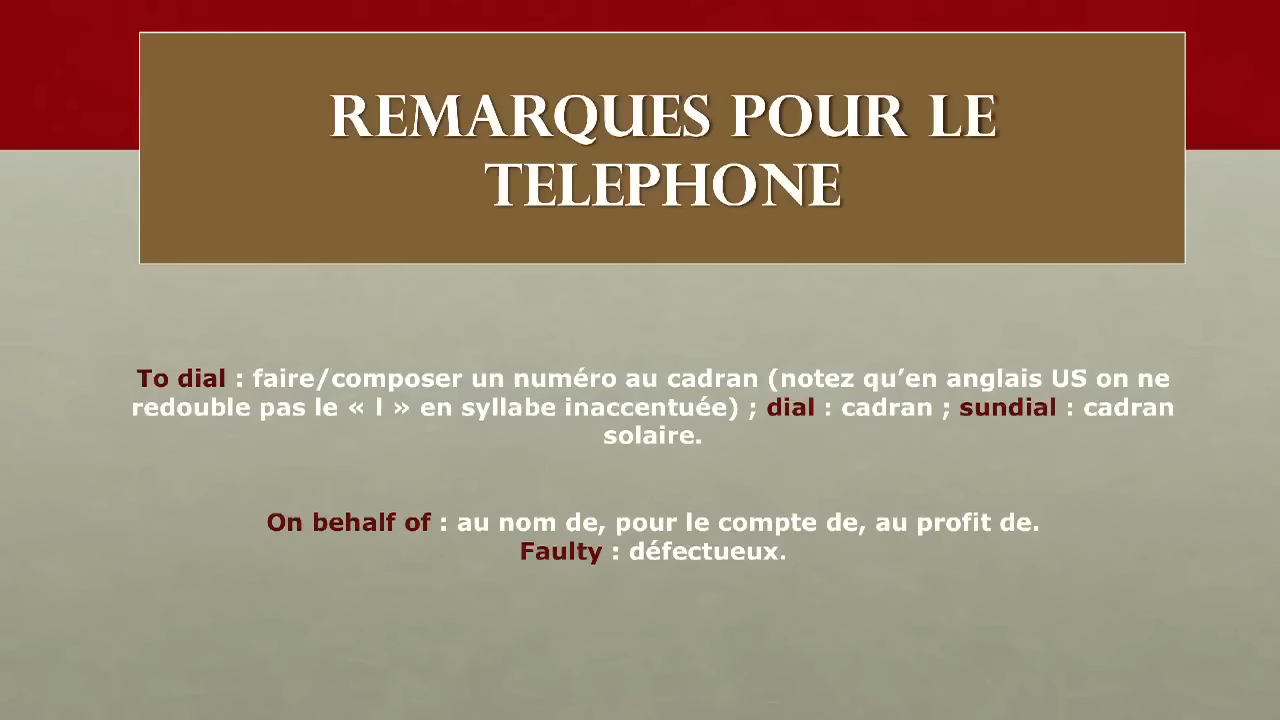 REMARQUES POUR LE
TELEPHONE
To dial : faire/composer un numéro au cadran (notez qu’en anglais US on ne
redouble pas le « l » en syllabe inaccentuée) ; dial : cadran ; sundial : cadran
solaire.
On behalf of : au nom de, pour le compte de, au profit de.
Faulty : défectueux.